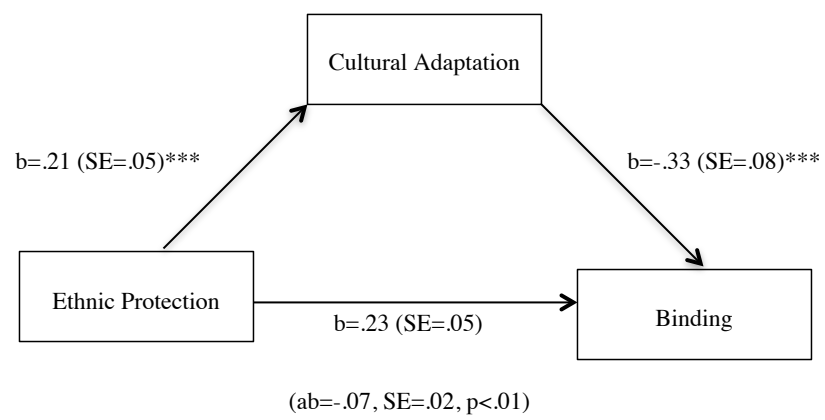 Cultural Adaptation
b=.21 (SE=.05)***
b=-.33 (SE=.08)***
Ethnic Protection
b=.23 (SE=.05)
Binding
(ab=-.07, SE=.02, p<.01)